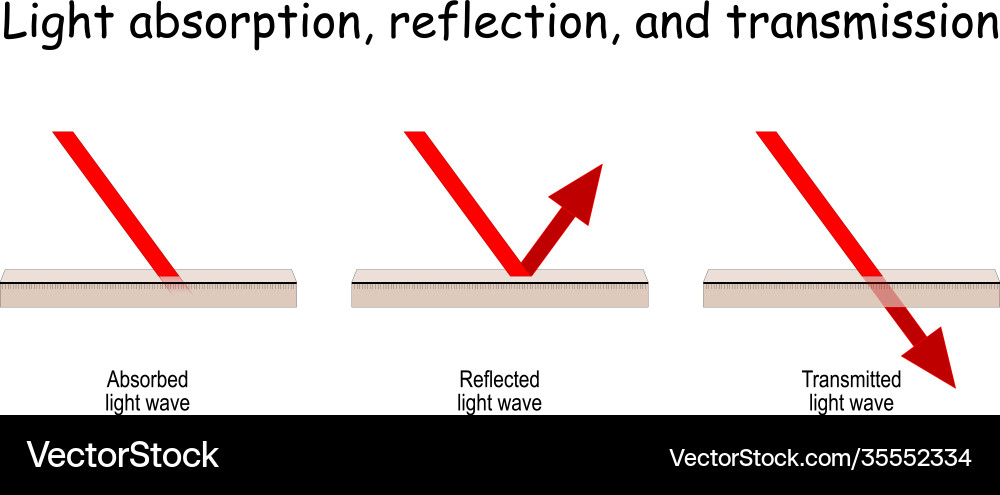 Light absorption, reflection, and transmission
Absorbed
light wave
Reflected
light wave
Transmitted
light wave
VectorStock
VectorStock.com/35552334